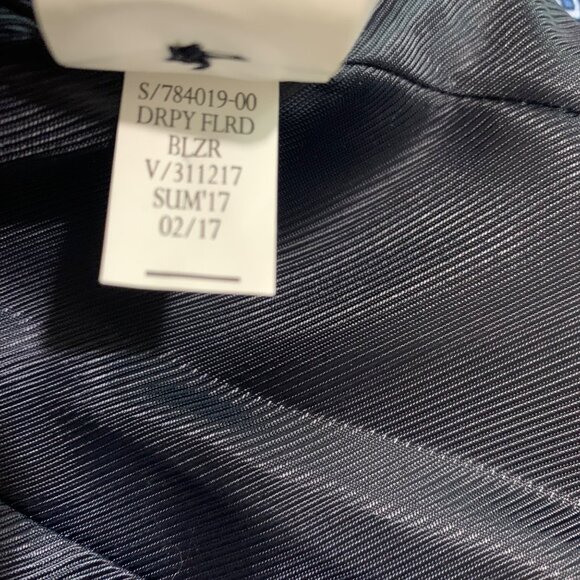 S/784019-00
DRPY FLRD
BLZR
V/311217
SUM'17
02/17